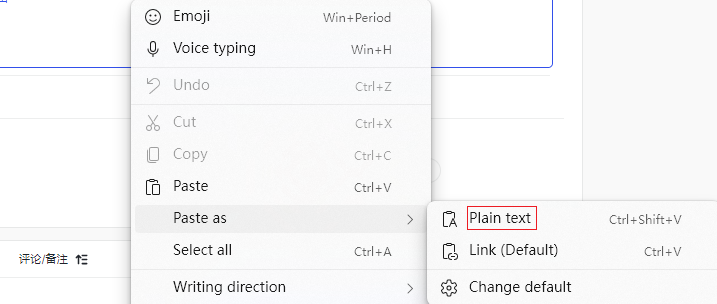 Emoji Win+Period
Voice typing Win+H
Undo Ctrl+Z
Cut Ctrl+X
Copy Ctrl+C
Paste Ctrl+V
Paste as
Plain text Ctrl+Shift+V
Select all Ctrl+A
Link (Default) Ctrl+V
评论/备注
Writing direction
Change default